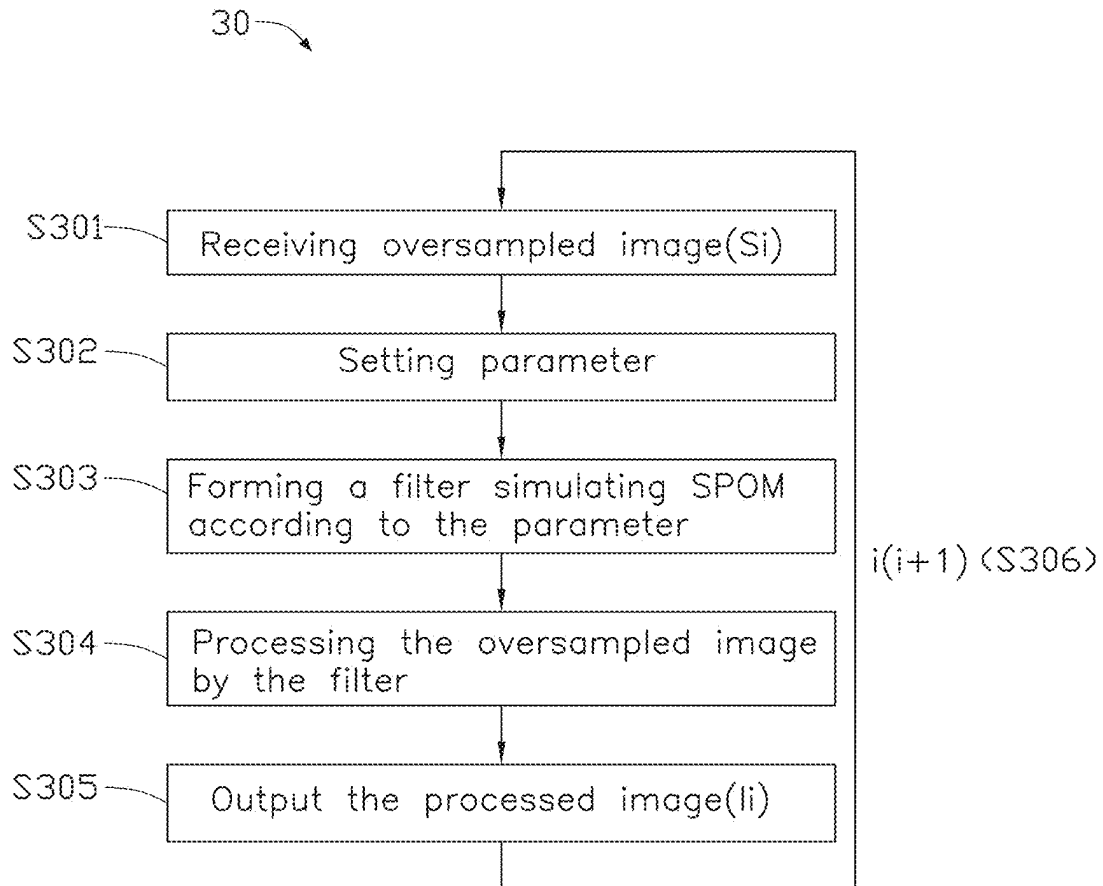 30
S301
Receiving oversampled image(Si)
S302
Setting parameter
S303
Forming a filter simulating SPOM
according to the parameter
i(i+1) (S306)
S304
Processing the oversampled image
by the filter
S305
Output the processed image(Ii)